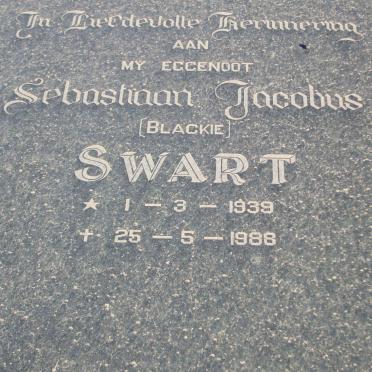 In Liefdevolle Herinnering
AAN
MY EGGENOOT
Sebastiaan Jacobus
[BLACKIE]
SWART
★ 1 – 3 – 1939
✝ 25 – 5 – 1988